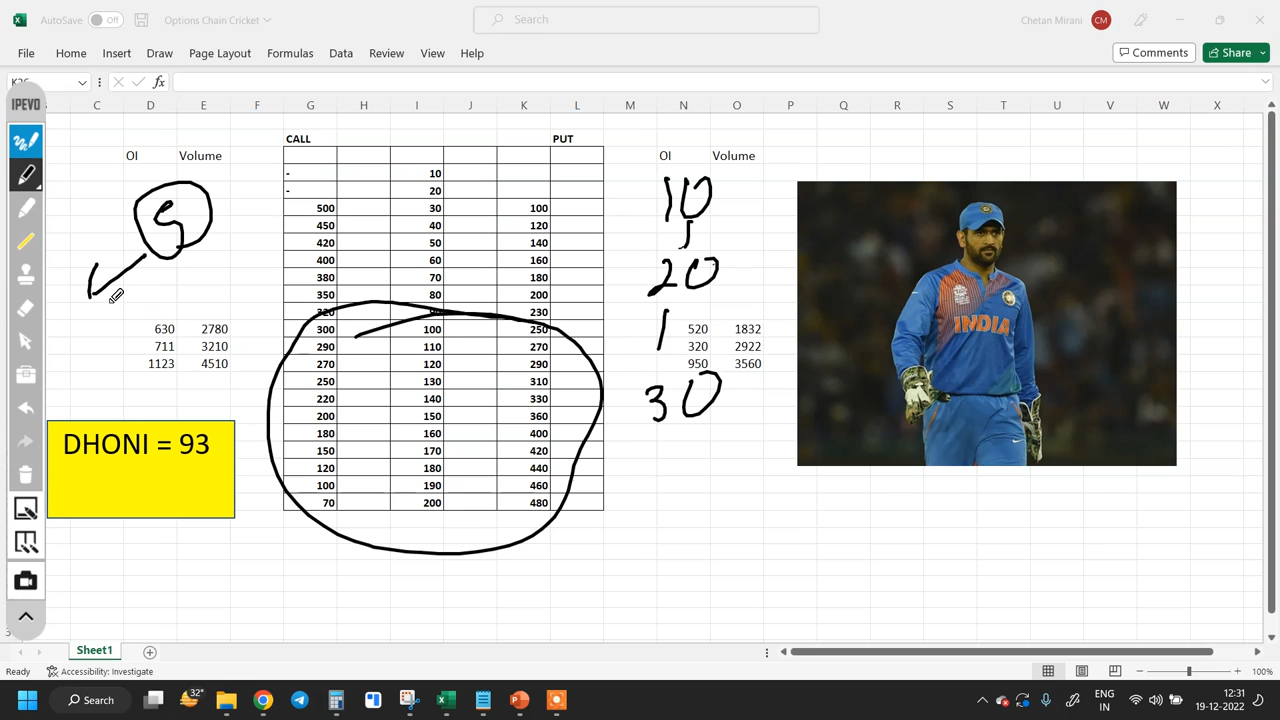 AutoSave Off Options Chain Cricket Search Chetan Mirani CM
File Home Insert Draw Page Layout Formulas Data Review View Help Comments Share
fx
IPEVO
C D E F G H I J K L M N O P Q R S T U V W X
CALL PUT
OI Volume OI Volume
- 10
- 20
500 30 100
450 40 120
420 50 140
400 60 160
380 70 180
350 80 200
320 90 230
630 2780 300 100 250 520 1832
711 3210 290 110 270 320 2922
1123 4510 270 120 290 950 3560
250 130 310
220 140 330
200 150 360
180 160 400
150 170 420
120 180 440
100 190 460
70 200 480
10
20
30
DHONI = 93
INDIA
Sheet1
Ready Accessibility: Investigate 100%
32° Search ENG 12:31
IN 19-12-2022